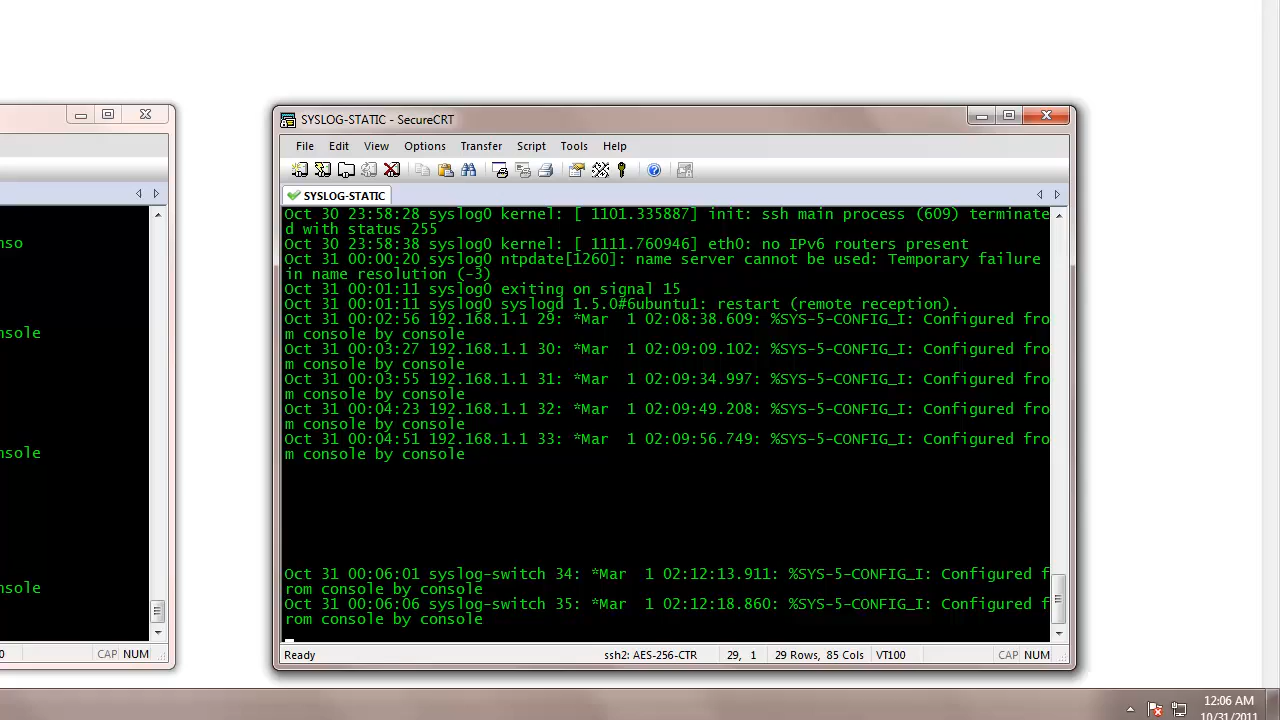 SYSLOG-STATIC - SecureCRT
File Edit View Options Transfer Script Tools Help
SYSLOG-STATIC
Oct 30 23:58:28 syslog0 kernel: [ 1101.335887] init: ssh main process (609) terminate
d with status 255
Oct 30 23:58:38 syslog0 kernel: [ 1111.760946] eth0: no IPv6 routers present
Oct 31 00:00:20 syslog0 ntpdate[1260]: name server cannot be used: Temporary failure
in name resolution (-3)
Oct 31 00:01:11 syslog0 exiting on signal 15
Oct 31 00:01:11 syslog0 syslogd 1.5.0#6ubuntu1: restart (remote reception).
Oct 31 00:02:56 192.168.1.1 29: *Mar  1 02:08:38.609: %SYS-5-CONFIG_I: Configured fro
m console by console
Oct 31 00:03:27 192.168.1.1 30: *Mar  1 02:09:09.102: %SYS-5-CONFIG_I: Configured fro
m console by console
Oct 31 00:03:55 192.168.1.1 31: *Mar  1 02:09:34.997: %SYS-5-CONFIG_I: Configured fro
m console by console
Oct 31 00:04:23 192.168.1.1 32: *Mar  1 02:09:49.208: %SYS-5-CONFIG_I: Configured fro
m console by console
Oct 31 00:04:51 192.168.1.1 33: *Mar  1 02:09:56.749: %SYS-5-CONFIG_I: Configured fro
m console by console
Oct 31 00:06:01 syslog-switch 34: *Mar  1 02:12:13.911: %SYS-5-CONFIG_I: Configured f
rom console by console
Oct 31 00:06:06 syslog-switch 35: *Mar  1 02:12:18.860: %SYS-5-CONFIG_I: Configured f
rom console by console
Ready ssh2: AES-256-CTR 29, 1 29 Rows, 85 Cols VT100 CAP NUM
nso
onsole
onsole
onsole
0 CAP NUM
12:06 AM
10/31/2011